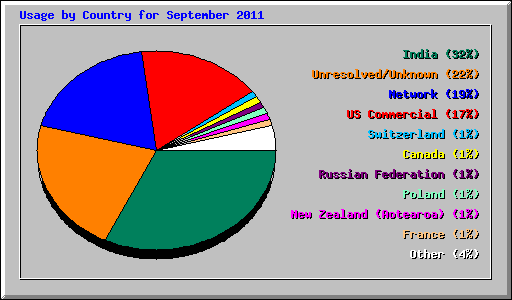 Usage by Country for September 2011
India (32%)
Unresolved/Unknown (22%)
Network (19%)
US Commercial (17%)
Switzerland (1%)
Canada (1%)
Russian Federation (1%)
Poland (1%)
New Zealand (Aotearoa) (1%)
France (1%)
Other (4%)